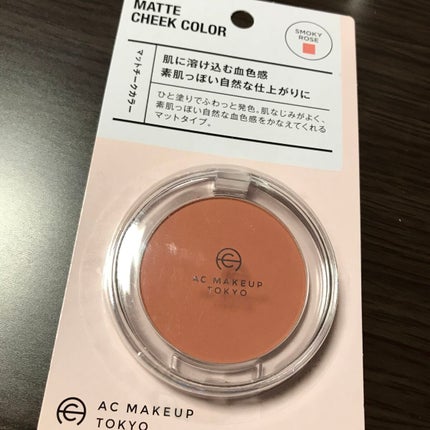 MATTE
CHEEK COLOR
SMOKY
ROSE
マットチークカラー
肌に溶け込む血色感
素肌っぽい自然な仕上がりに
ひと塗りでふわっと発色。肌なじみがよく、
素肌っぽい自然な血色感をかなえてくれる
マットタイプ。
AC MAKEUP
TOKYO
AC MAKEUP
TOKYO